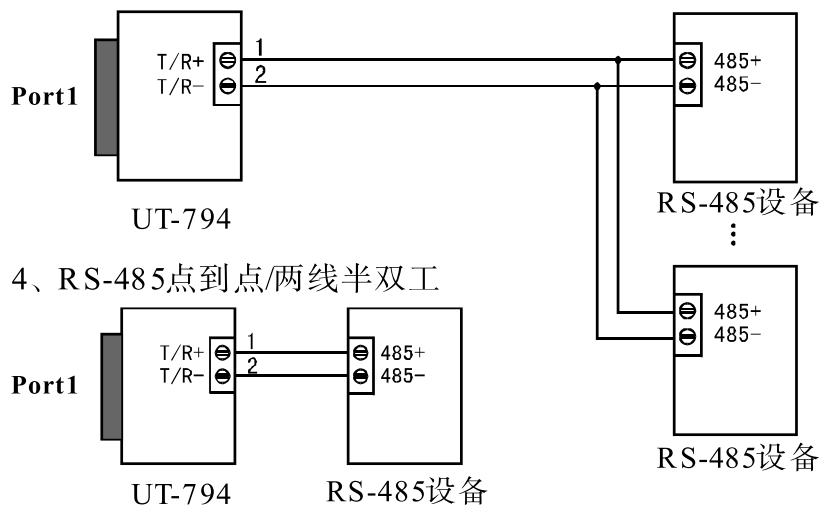 T/R+ 1 485+
T/R- 2 485-
Port1
UT-794
RS-485设备
⋮
4、RS-485点到点/两线半双工
485+
485-
T/R+ 1 485+
T/R- 2 485-
Port1
UT-794
RS-485设备
RS-485设备